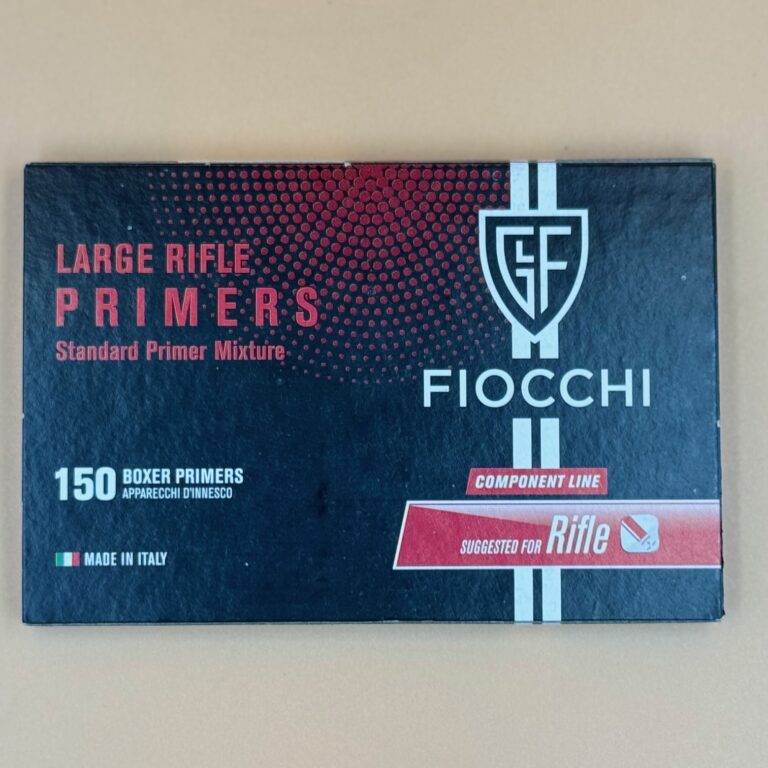 LARGE RIFLE
PRIMERS
Standard Primer Mixture
GLF
FIOCCHI
150 BOXER PRIMERS
APPARECCHI D'INNESCO
COMPONENT LINE
SUGGESTED FOR Rifle
MADE IN ITALY